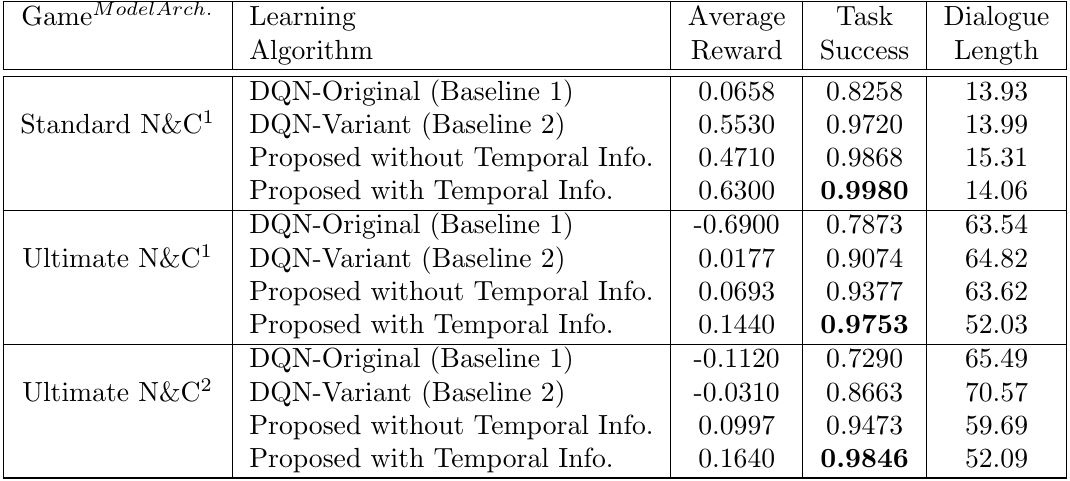 Game^ModelArch. Learning Average Task Dialogue
Algorithm Reward Success Length
DQN-Original (Baseline 1) 0.0658 0.8258 13.93
Standard N&C¹ DQN-Variant (Baseline 2) 0.5530 0.9720 13.99
Proposed without Temporal Info. 0.4710 0.9868 15.31
Proposed with Temporal Info. 0.6300 0.9980 14.06
DQN-Original (Baseline 1) -0.6900 0.7873 63.54
Ultimate N&C¹ DQN-Variant (Baseline 2) 0.0177 0.9074 64.82
Proposed without Temporal Info. 0.0693 0.9377 63.62
Proposed with Temporal Info. 0.1440 0.9753 52.03
DQN-Original (Baseline 1) -0.1120 0.7290 65.49
Ultimate N&C² DQN-Variant (Baseline 2) -0.0310 0.8663 70.57
Proposed without Temporal Info. 0.0997 0.9473 59.69
Proposed with Temporal Info. 0.1640 0.9846 52.09